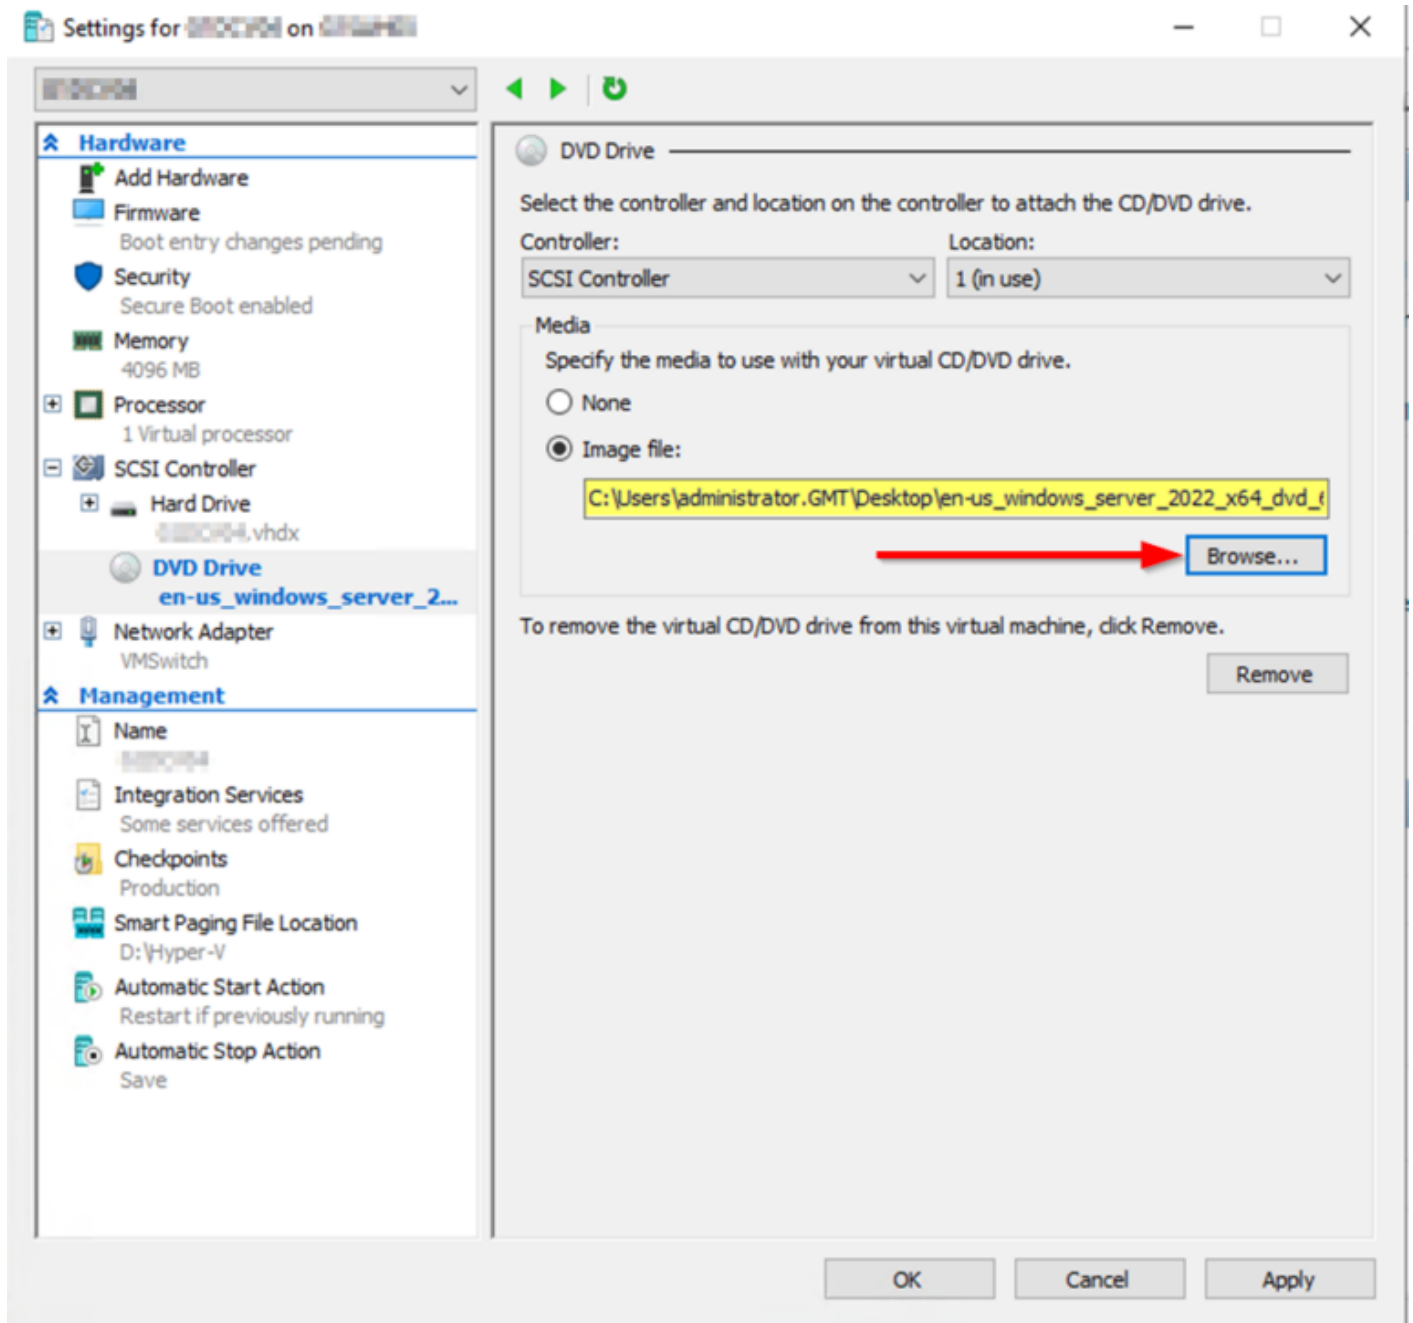 Settings for on
Hardware
Add Hardware
Firmware
Boot entry changes pending
Security
Secure Boot enabled
Memory
4096 MB
Processor
1 Virtual processor
SCSI Controller
Hard Drive
.vhdx
DVD Drive
en-us_windows_server_2...
Network Adapter
VMSwitch
Management
Name
Integration Services
Some services offered
Checkpoints
Production
Smart Paging File Location
D:\Hyper-V
Automatic Start Action
Restart if previously running
Automatic Stop Action
Save
DVD Drive
Select the controller and location on the controller to attach the CD/DVD drive.
Controller:
Location:
SCSI Controller
1 (in use)
Media
Specify the media to use with your virtual CD/DVD drive.
None
Image file:
C:\Users\administrator.GMT\Desktop\en-us_windows_server_2022_x64_dvd_
Browse...
To remove the virtual CD/DVD drive from this virtual machine, click Remove.
Remove
OK
Cancel
Apply